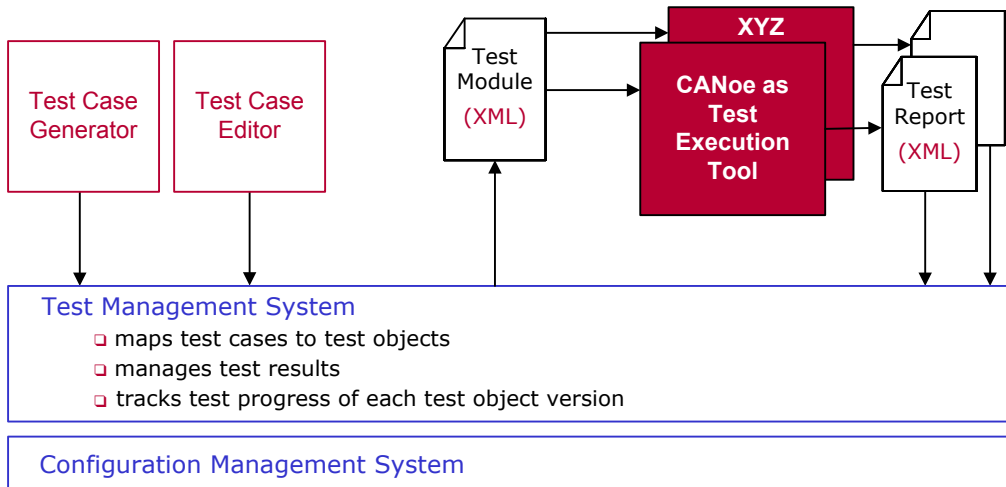 Test Case
Generator
Test Case
Editor
Test
Module
(XML)
XYZ
CANoe as
Test
Execution
Tool
Test
Report
(XML)
Test Management System
maps test cases to test objects
manages test results
tracks test progress of each test object version
Configuration Management System